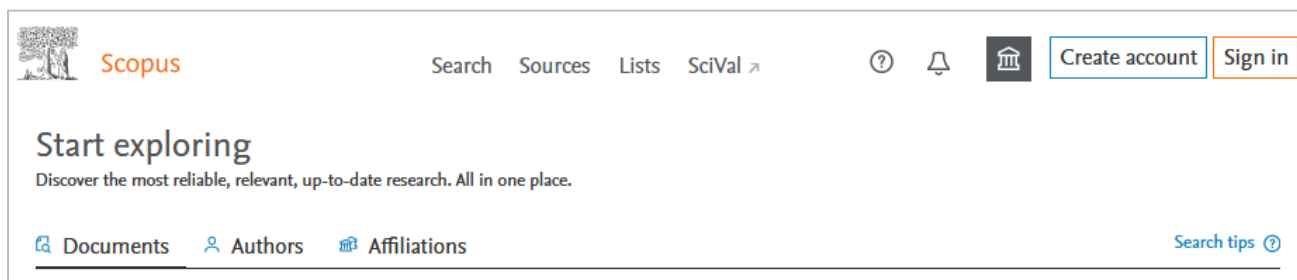 Scopus Search Sources Lists SciVal ↗ Create account Sign in
Start exploring
Discover the most reliable, relevant, up-to-date research. All in one place.
Documents Authors Affiliations Search tips